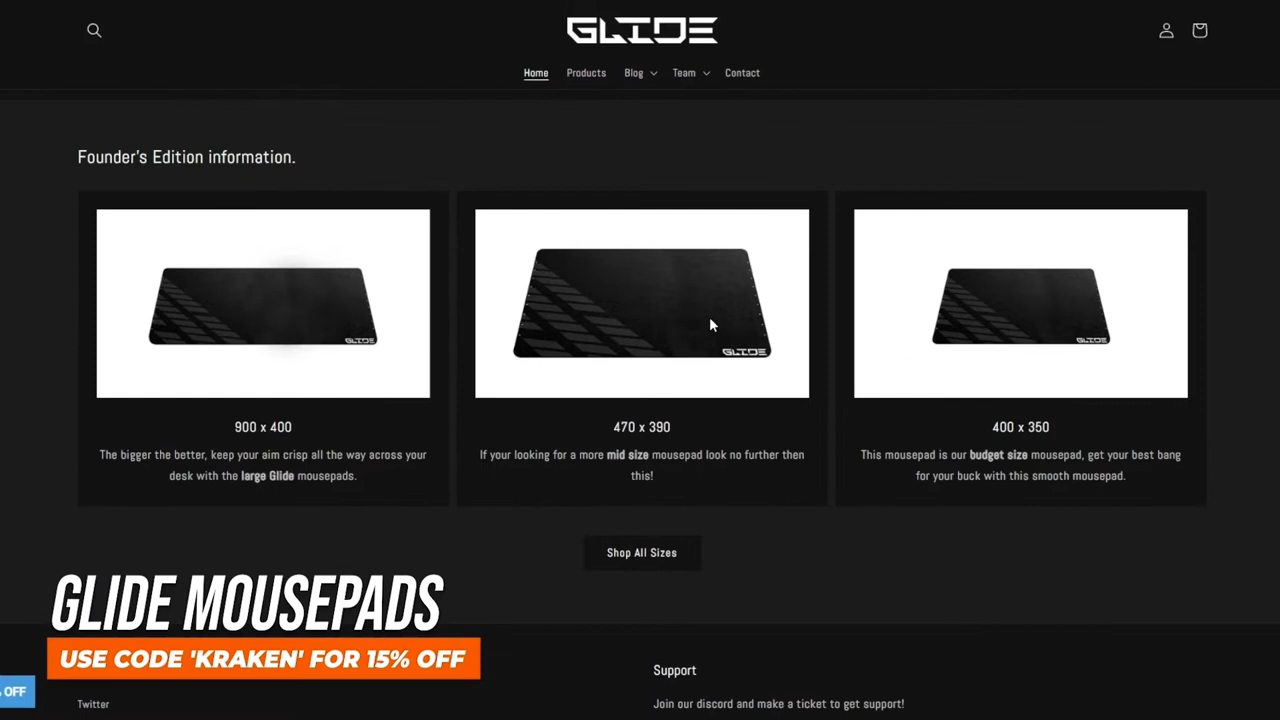 GLIDE
Home Products Blog Team Contact
Founder's Edition information.
GLIDE
GLIDE
GLIDE
900 x 400
The bigger the better, keep your aim crisp all the way across your
desk with the large Glide mousepads.
470 x 390
If your looking for a more mid size mousepad look no further then
this!
400 x 350
This mousepad is our budget size mousepad, get your best bang
for your buck with this smooth mousepad.
Shop All Sizes
GLIDE MOUSEPADS
USE CODE 'KRAKEN' FOR 15% OFF
OFF
Twitter
Support
Join our discord and make a ticket to get support!